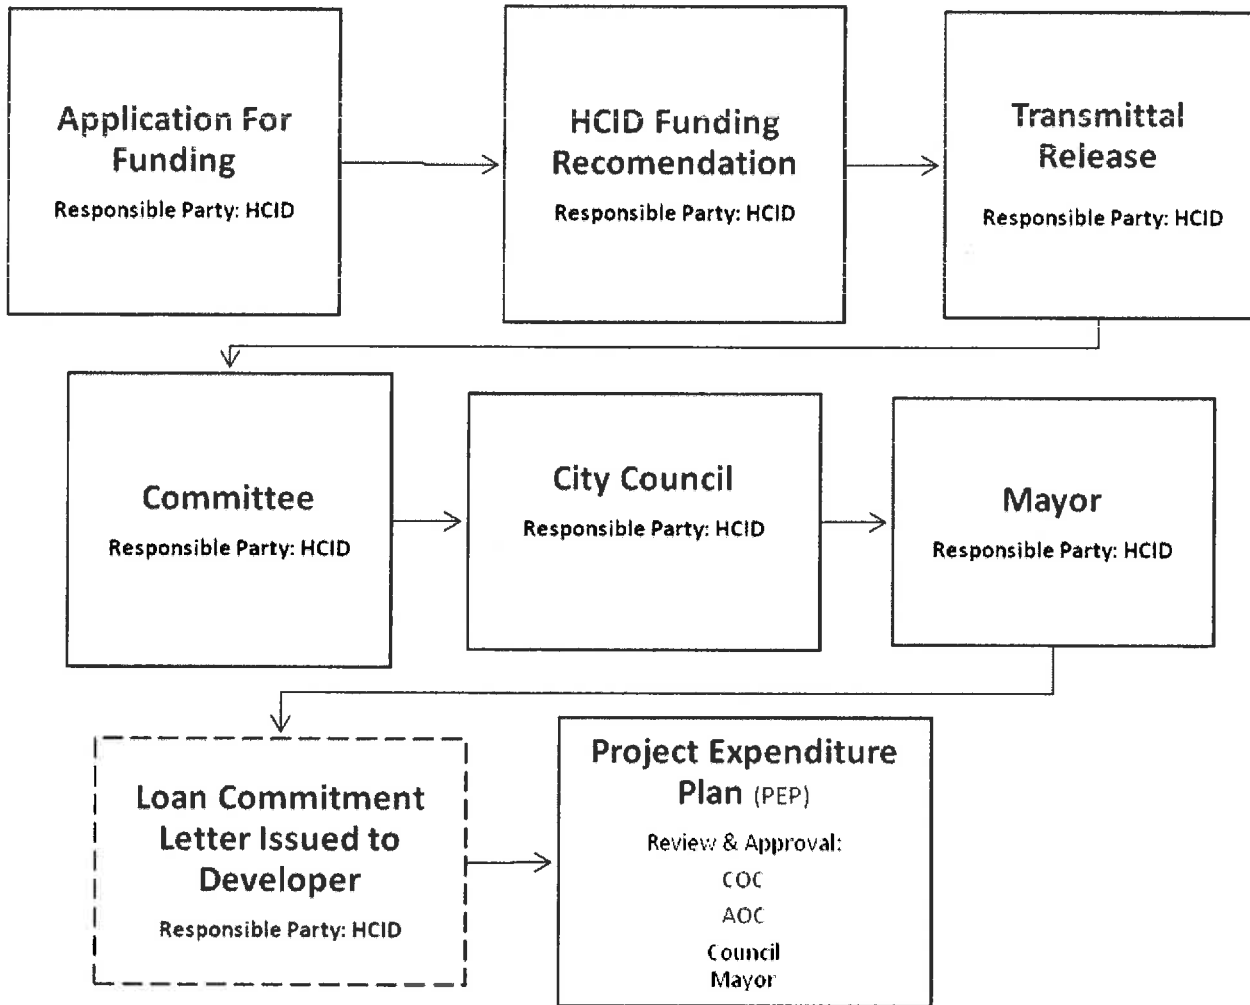 Application For
Funding
Responsible Party: HCID
HCID Funding
Recomendation
Responsible Party: HCID
Transmittal
Release
Responsible Party: HCID
Committee
Responsible Party: HCID
City Council
Responsible Party: HCID
Mayor
Responsible Party: HCID
Loan Commitment
Letter Issued to
Developer
Responsible Party: HCID
Project Expenditure
Plan (PEP)
Review & Approval:
COC
AOC
Council
Mayor